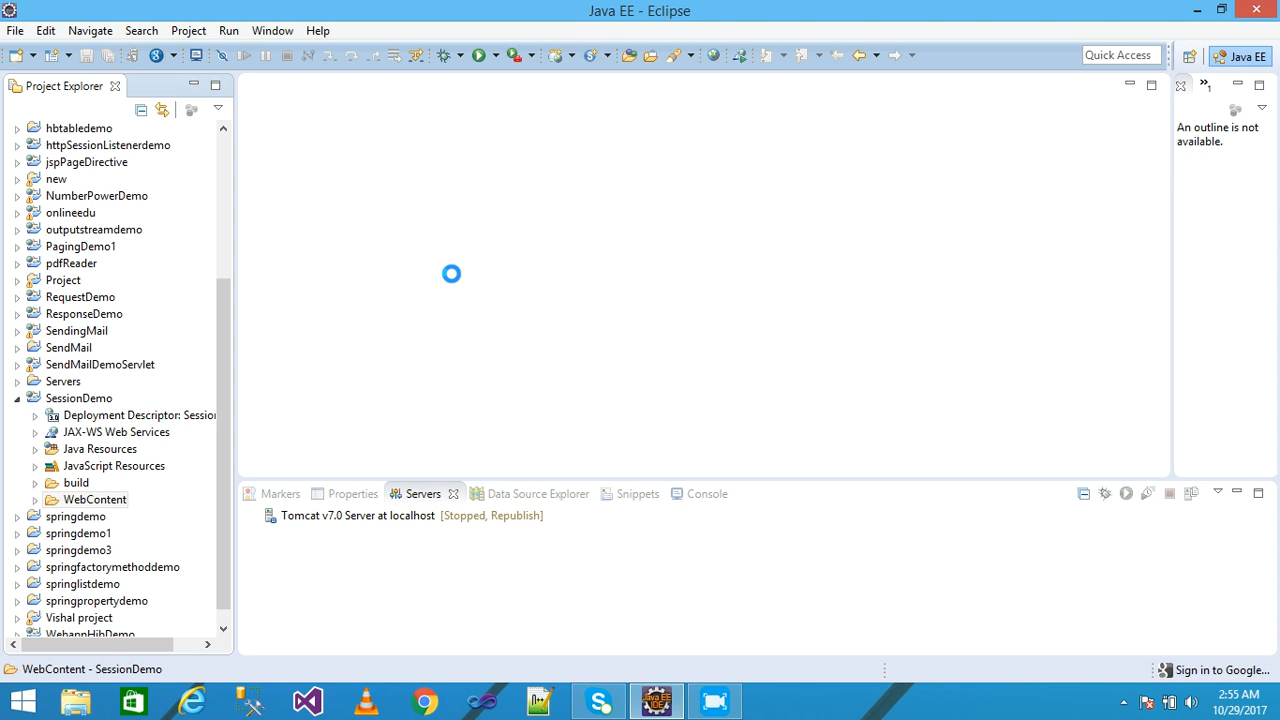 Java EE - Eclipse
File Edit Navigate Search Project Run Window Help
Quick Access
Java EE
Project Explorer
hbtabledemo
httpSessionListenerdemo
jspPageDirective
new
NumberPowerDemo
onlineedu
outputstreamdemo
PagingDemo1
pdfReader
Project
RequestDemo
ResponseDemo
SendingMail
SendMail
SendMailDemoServlet
Servers
SessionDemo
Deployment Descriptor: Sessio
JAX-WS Web Services
Java Resources
JavaScript Resources
build
WebContent
springdemo
springdemo1
springdemo3
springfactorymethoddemo
springlistdemo
springpropertydemo
Vishal project
WebannHibDemo
An outline is not
available.
Markers Properties Servers Data Source Explorer Snippets Console
Tomcat v7.0 Server at localhost [Stopped, Republish]
WebContent - SessionDemo
Sign in to Google...
2:55 AM
10/29/2017